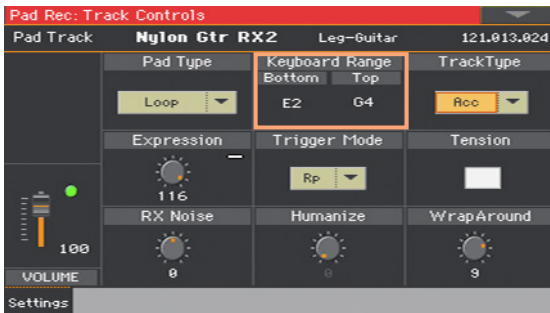 Pad Rec: Track Controls
Pad Track Nylon Gtr RX2 Leg-Guitar 121.013.024
Pad Type Keyboard Range TrackType
Bottom Top
Loop E2 G4 Acc
Expression Trigger Mode Tension
Rp
116
RX Noise Humanize WrapAround
100
VOLUME 0 0 9
Settings